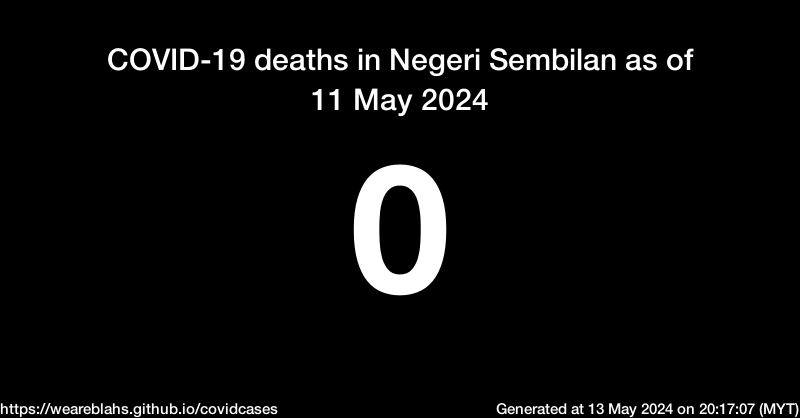 COVID-19 deaths in Negeri Sembilan as of
11 May 2024
0
https://weareblahs.github.io/covidcases
Generated at 13 May 2024 on 20:17:07 (MYT)